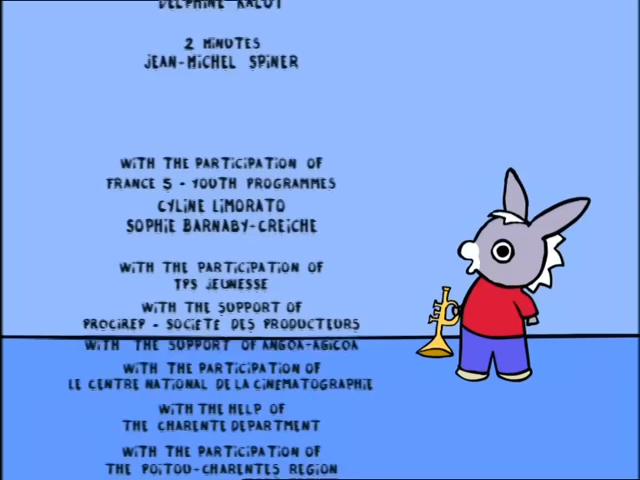 DELPHINE KALUT
2 MINUTES
JEAN-MICHEL SPINER
WITH THE PARTICIPATION OF
FRANCE 5 - YOUTH PROGRAMMES
CYLINE LIMORATO
SOPHIE BARNABY-CREICHE
WITH THE PARTICIPATION OF
TPS JEUNESSE
WITH THE SUPPORT OF
PROCIREP - SOCIETE DES PRODUCTEURS
WITH THE SUPPORT OF ANGOA-AGICOA
WITH THE PARTICIPATION OF
LE CENTRE NATIONAL DE LA CINEMATOGRAPHIE
WITH THE HELP OF
THE CHARENTE DEPARTMENT
WITH THE PARTICIPATION OF
THE POITOU-CHARENTES REGION